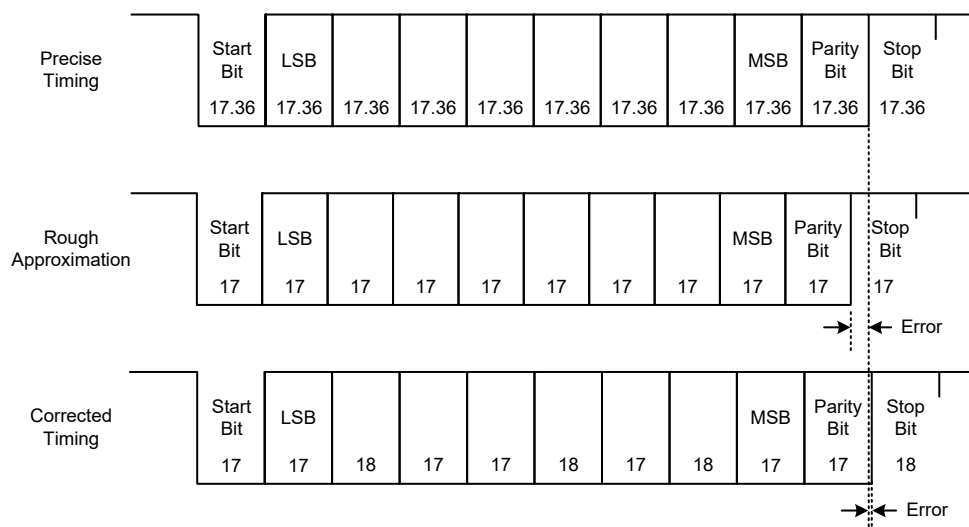 Precise
Timing
Start
Bit
LSB
MSB
Parity
Bit
Stop
Bit
17.36 17.36 17.36 17.36 17.36 17.36 17.36 17.36 17.36 17.36 17.36
Rough
Approximation
Start
Bit
LSB
MSB
Parity
Bit
Stop
Bit
17 17 17 17 17 17 17 17 17 17 17
Error
Corrected
Timing
Start
Bit
LSB
MSB
Parity
Bit
Stop
Bit
17 17 18 17 17 18 17 18 17 17 18
Error